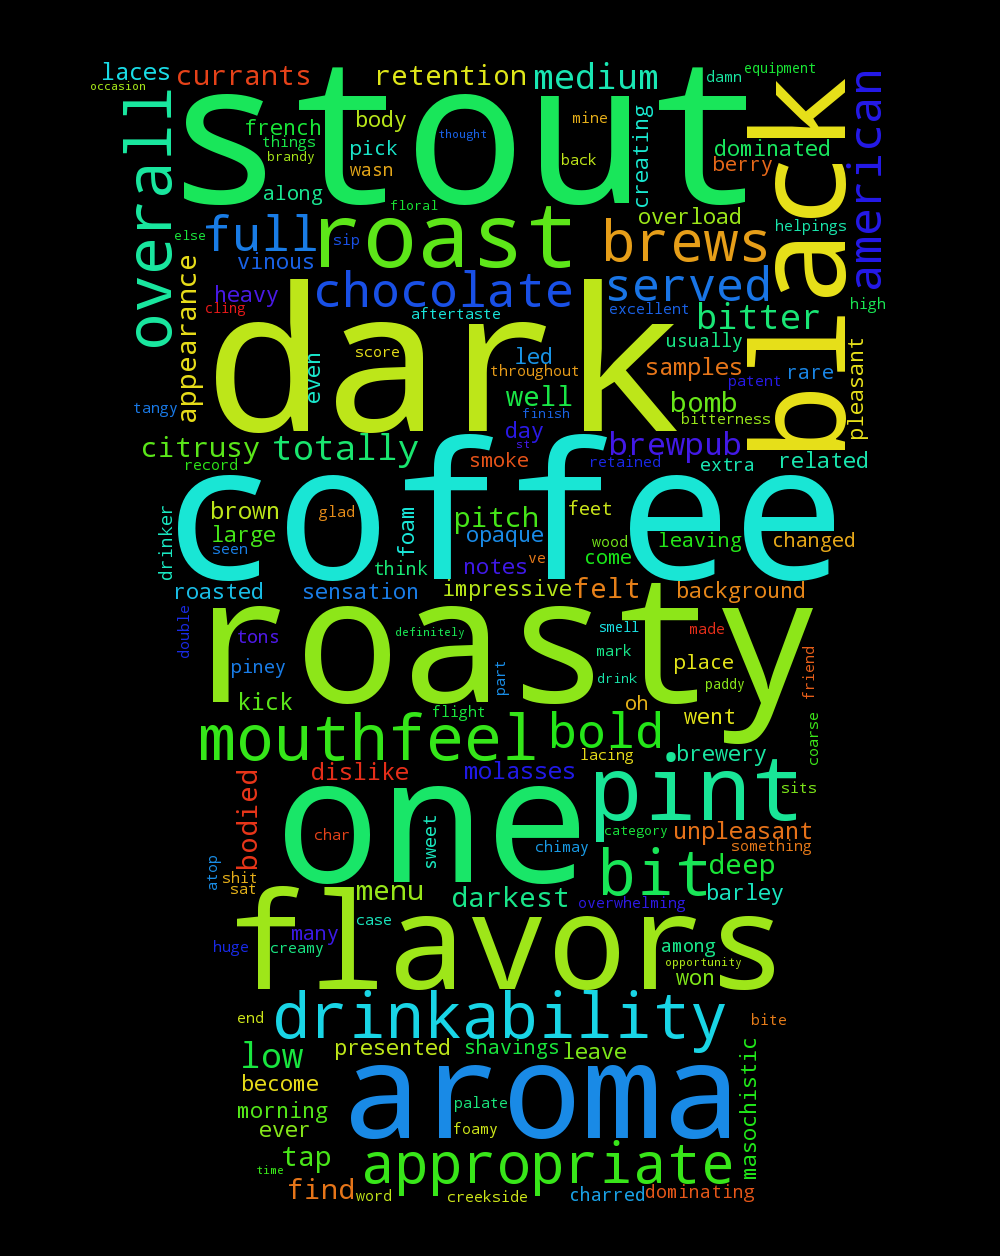 laces
occasion
currants
retention
medium
damn
equipment
stout
overall
french
things
brandy
body
thought
mine
pick
wasn
back
creating
dominated
berry
black
american
along
floral
else
full
sip
roast
brews
overload
helpings
vinous
heavy
cling
appearance
chocolate
aftertaste
served
excellent
bitter
high
usually
dark
even
score
led
throughout
well
finish
samples
patent
rare
pleasant
tangy
bomb
bitterness
day
st
citrusy
totally
record
smoke
brewpub
retained
extra
related
coffee
brown
large
seen
glad
foam
pitch
opaque
feet
wood
come
leaving
changed
drinker
think
notes
ve
roasted
sensation
impressive
felt
background
double
roasty
tons
definitely
smell
made
piney
mark
place
part
drink
paddy
friend
kick
flight
oh
went
coarse
mouthfeel
bold
lacing
brewery
dislike
molasses
pint
sits
bodied
one
char
sweet
chimay
category
unpleasant
something
atop
shit
sat
menu
darkest
bit
deep
barley
overwhelming
flavors
case
many
huge
creamy
among
opportunity
won
drinkability
end
bite
low
presented
shavings
leave
become
aroma
morning
palate
ever
foamy
masochistic
tap
time
appropriate
find
word
creekside
charred
dominating